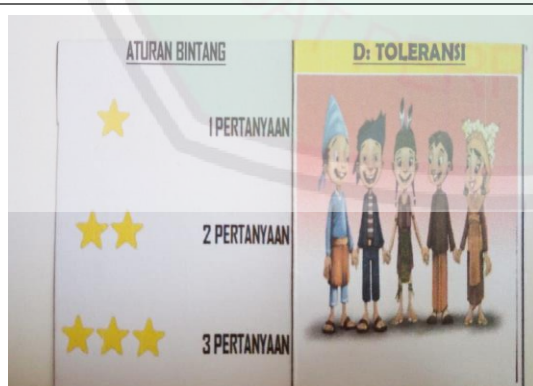 ATURAN BINTANG
1 PERTANYAAN
2 PERTANYAAN
3 PERTANYAAN
D: TOLERANSI